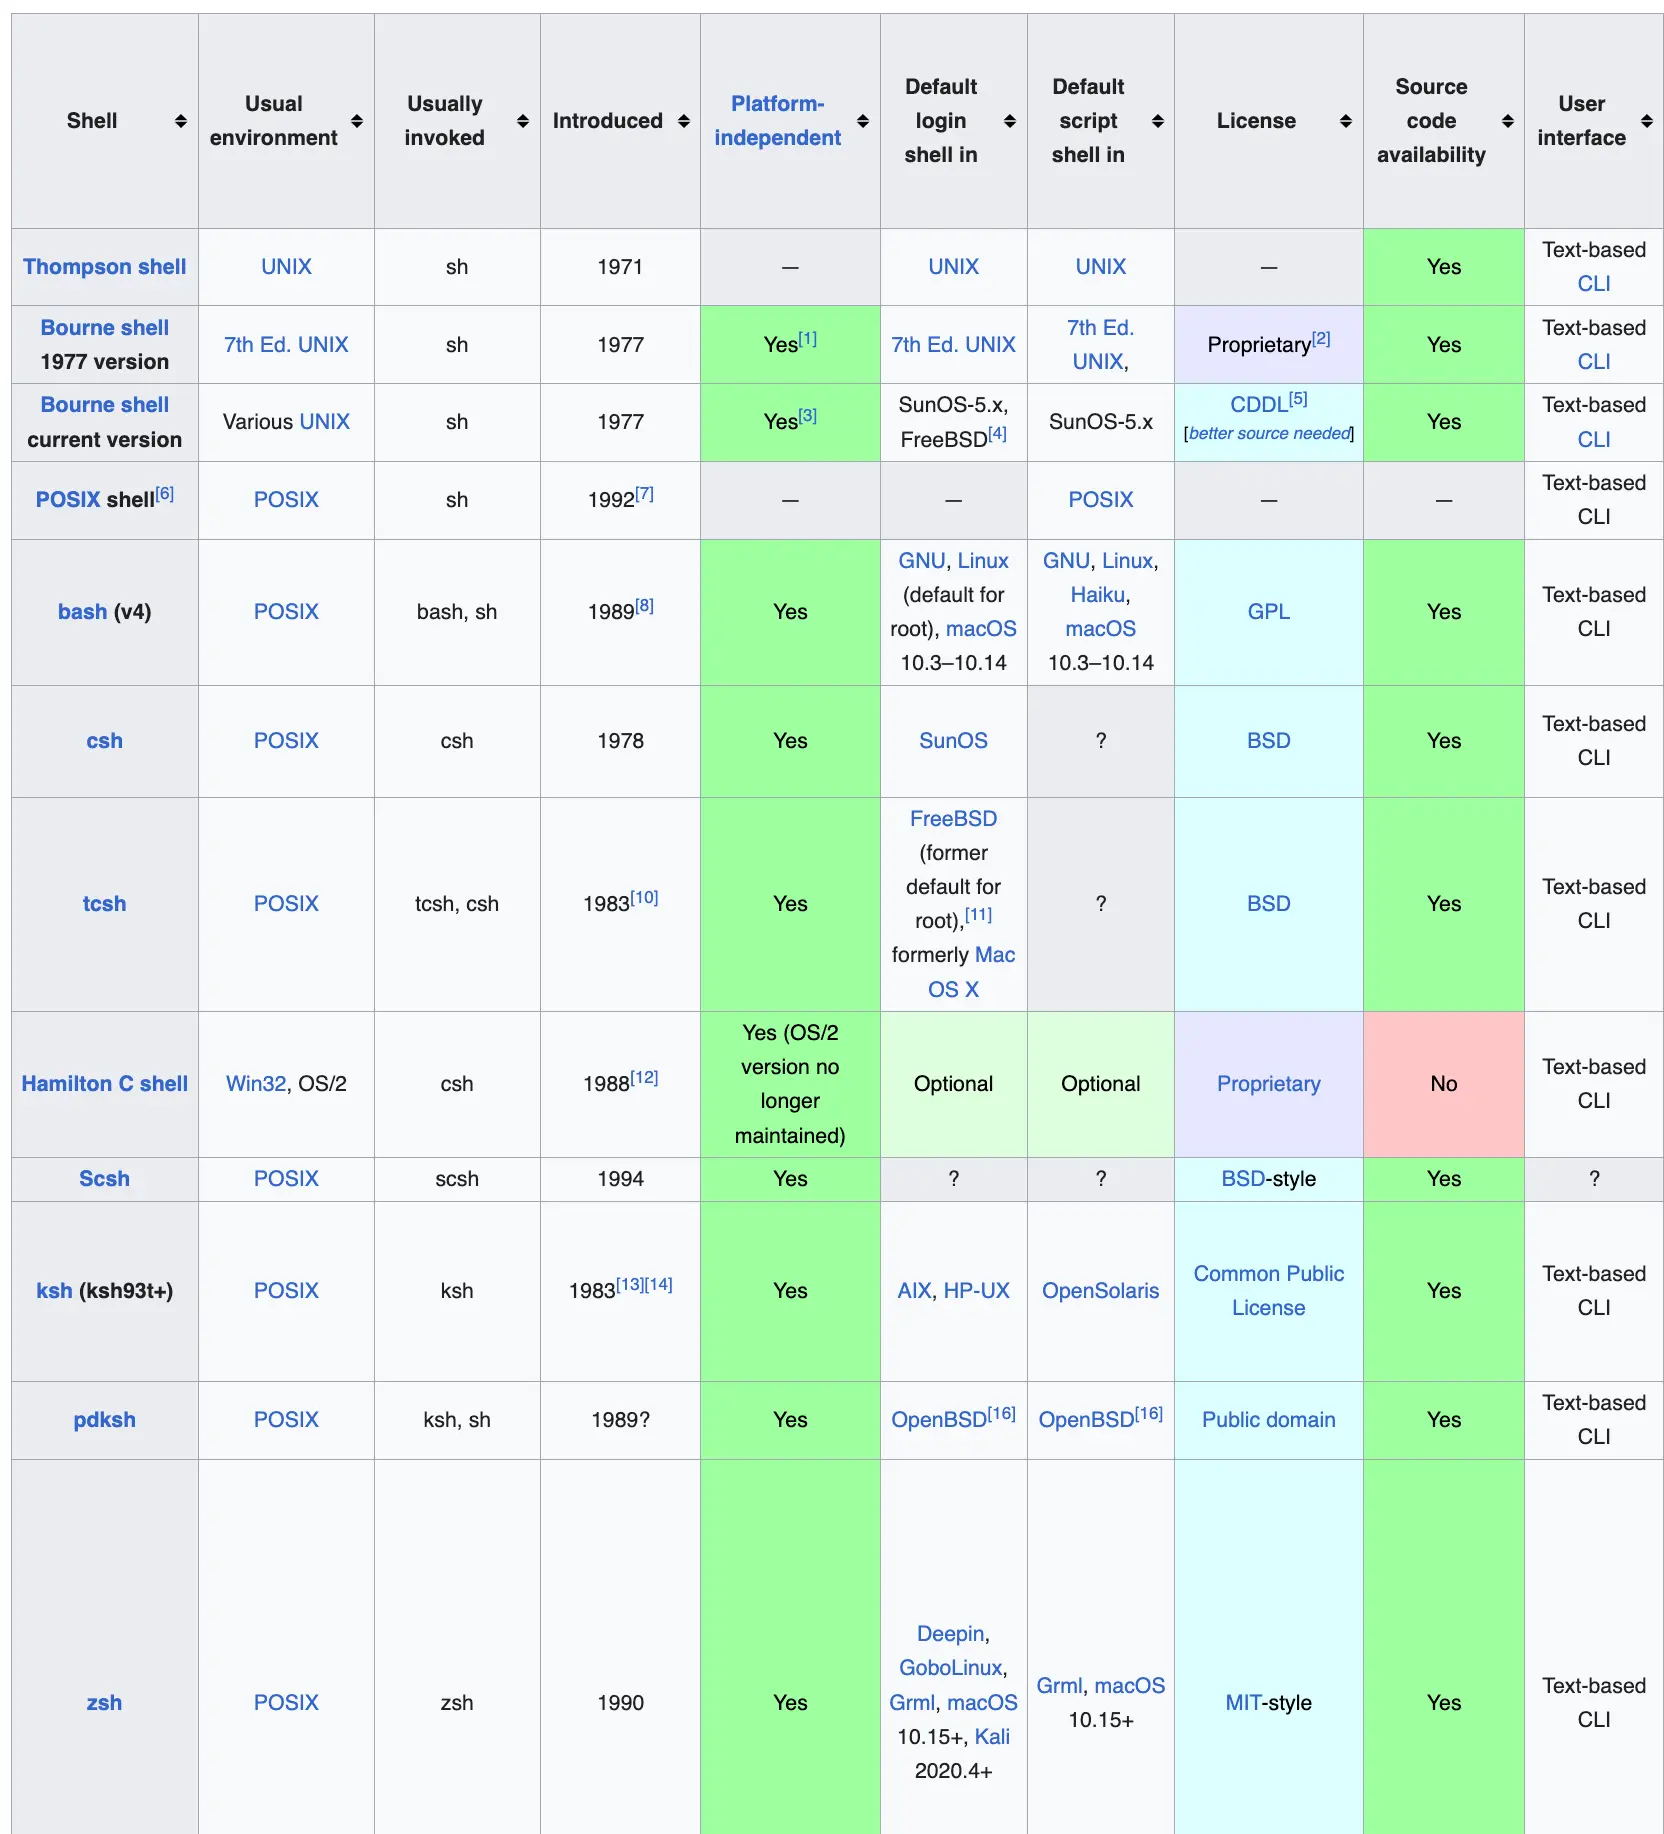 Shell
Usual
environment
Usually
invoked
Introduced
Platform-
independent
Default
login
shell in
Default
script
shell in
License
Source
code
availability
User
interface
Thompson shell
UNIX
sh
1971
—
UNIX
UNIX
—
Yes
Text-based
CLI
Bourne shell
1977 version
7th Ed. UNIX
sh
1977
Yes[1]
7th Ed. UNIX
7th Ed.
UNIX,
Proprietary[2]
Yes
Text-based
CLI
Bourne shell
current version
Various UNIX
sh
1977
Yes[3]
SunOS-5.x,
FreeBSD[4]
SunOS-5.x
CDDL[5]
[better source needed]
Yes
Text-based
CLI
POSIX shell[6]
POSIX
sh
1992[7]
—
—
POSIX
—
—
Text-based
CLI
bash (v4)
POSIX
bash, sh
1989[8]
Yes
GNU, Linux
(default for
root), macOS
10.3–10.14
GNU, Linux,
Haiku,
macOS
10.3–10.14
GPL
Yes
Text-based
CLI
csh
POSIX
csh
1978
Yes
SunOS
?
BSD
Yes
Text-based
CLI
tcsh
POSIX
tcsh, csh
1983[10]
Yes
FreeBSD
(former
default for
root),[11]
formerly Mac
OS X
?
BSD
Yes
Text-based
CLI
Hamilton C shell
Win32, OS/2
csh
1988[12]
Yes (OS/2
version no
longer
maintained)
Optional
Optional
Proprietary
No
Text-based
CLI
Scsh
POSIX
scsh
1994
Yes
?
?
BSD-style
Yes
?
ksh (ksh93t+)
POSIX
ksh
1983[13][14]
Yes
AIX, HP-UX
OpenSolaris
Common Public
License
Yes
Text-based
CLI
pdksh
POSIX
ksh, sh
1989?
Yes
OpenBSD[16]
OpenBSD[16]
Public domain
Yes
Text-based
CLI
zsh
POSIX
zsh
1990
Yes
Deepin,
GoboLinux,
Grml, macOS
10.15+, Kali
2020.4+
Grml, macOS
10.15+
MIT-style
Yes
Text-based
CLI